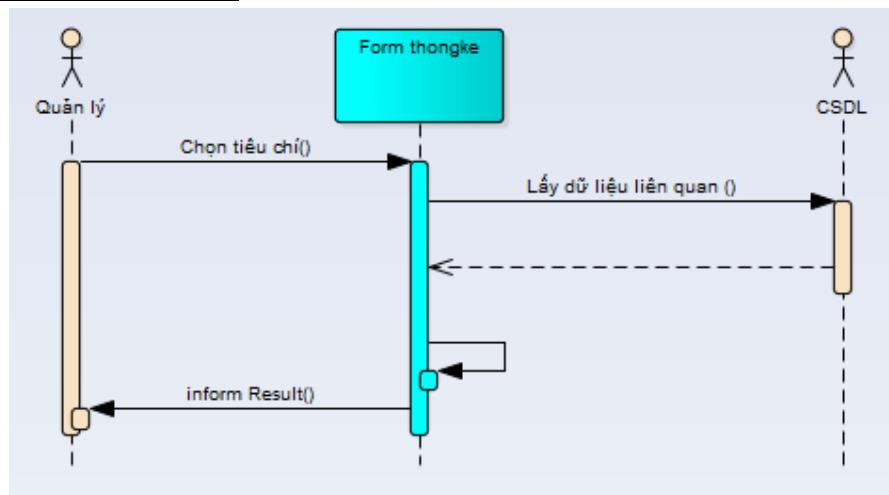 Form thongke
Quản lý
CSDL
Chọn tiêu chí()
Lấy dữ liệu liên quan ()
inform Result()